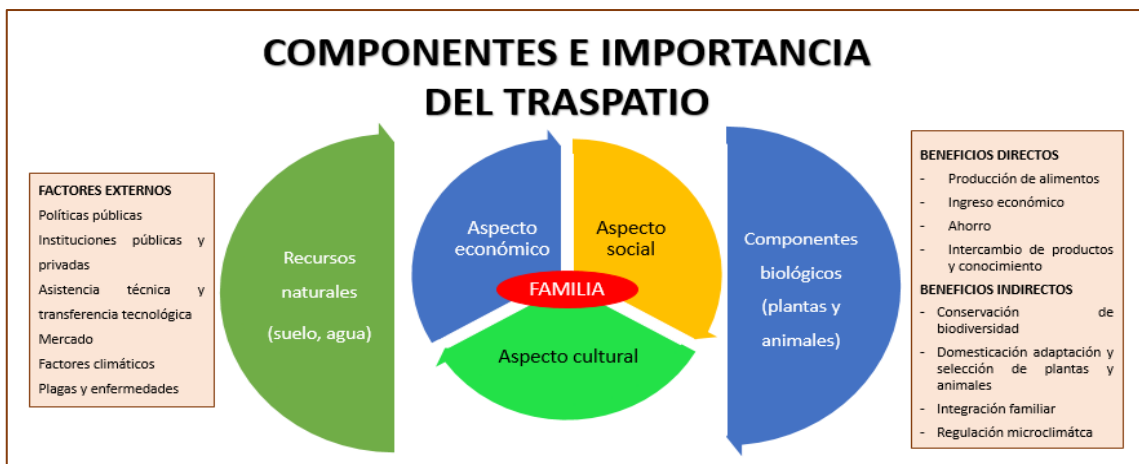 COMPONENTES E IMPORTANCIA
DEL TRASPATIO
FACTORES EXTERNOS
Políticas públicas
Instituciones públicas y
privadas
Asistencia técnica y
transferencia tecnológica
Mercado
Factores climáticos
Plagas y enfermedades
Recursos
naturales
(suelo, agua)
Aspecto
económico
Aspecto
social
FAMILIA
Aspecto cultural
Componentes
biológicos
(plantas y
animales)
BENEFICIOS DIRECTOS
- Producción de alimentos
- Ingreso económico
- Ahorro
- Intercambio de productos
y conocimiento
BENEFICIOS INDIRECTOS
- Conservación de
biodiversidad
- Domesticación adaptación y
selección de plantas y
animales
- Integración familiar
- Regulación microclimátca